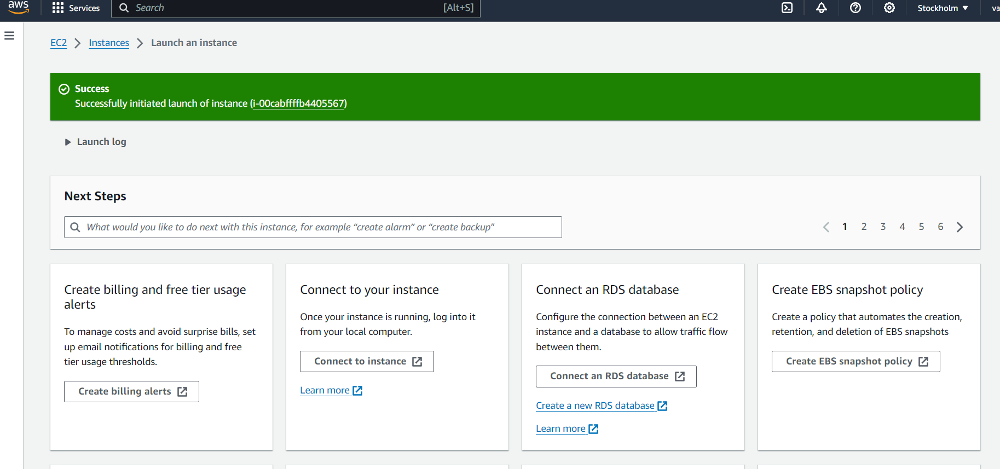 aws
Services
Search
[Alt+S]
Stockholm
va
EC2
Instances
Launch an instance
Success
Successfully initiated launch of instance (i-00cabffffb4405567)
Launch log
Next Steps
What would you like to do next with this instance, for example “create alarm” or “create backup"
1 2 3 4 5 6
Create billing and free tier usage
alerts
To manage costs and avoid surprise bills, set
up email notifications for billing and free
tier usage thresholds.
Create billing alerts
Connect to your instance
Once your instance is running, log into it
from your local computer.
Connect to instance
Learn more
Connect an RDS database
Configure the connection between an EC2
instance and a database to allow traffic flow
between them.
Connect an RDS database
Create a new RDS database
Learn more
Create EBS snapshot policy
Create a policy that automates the creation,
retention, and deletion of EBS snapshots
Create EBS snapshot policy